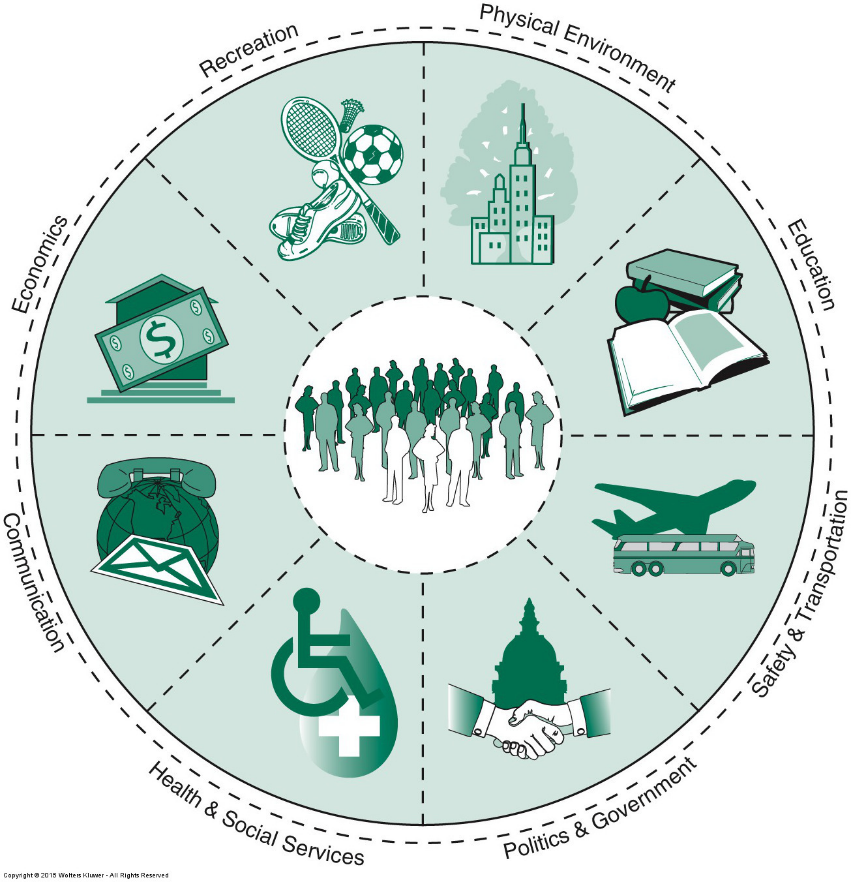 Physical Environment
Education
Safety & Transportation
Politics & Government
Health & Social Services
Communication
Economics
Recreation
$
$
$
$
$
Copyright © 2015 Wolters Kluwer - All Rights Reserved